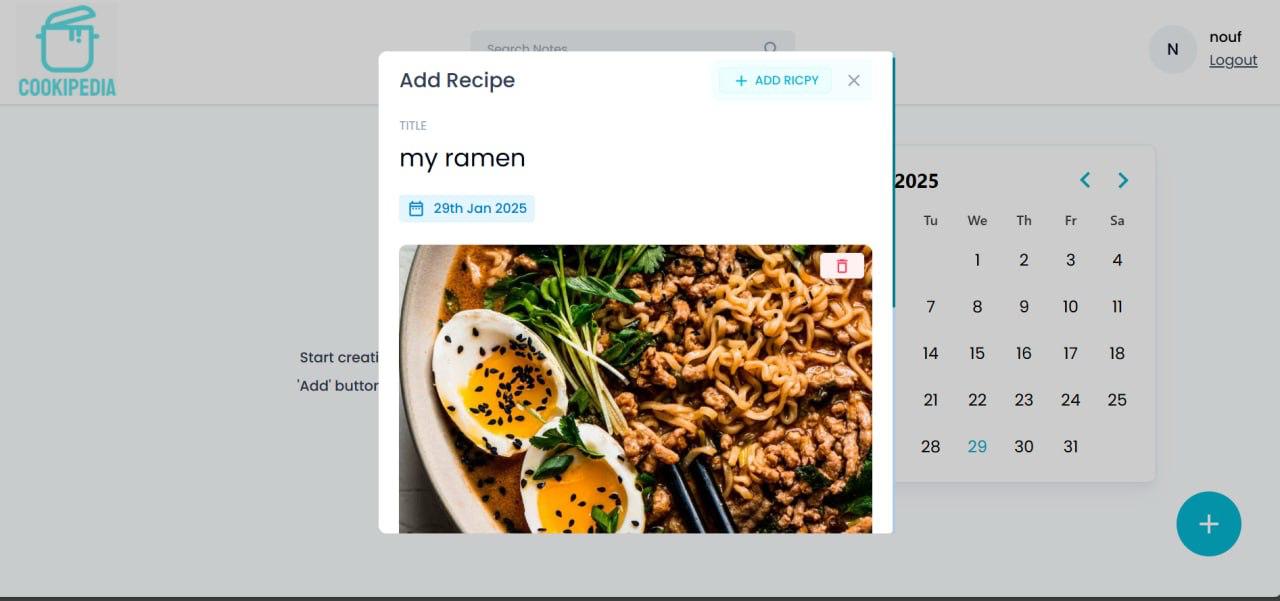 COOKIPEDIA
Search Notes
N
nouf
Logout
Add Recipe
+ ADD RICPY
TITLE
my ramen
29th Jan 2025
Start creati
'Add' button
2025
Tu We Th Fr Sa
1 2 3 4
7 8 9 10 11
14 15 16 17 18
21 22 23 24 25
28 29 30 31